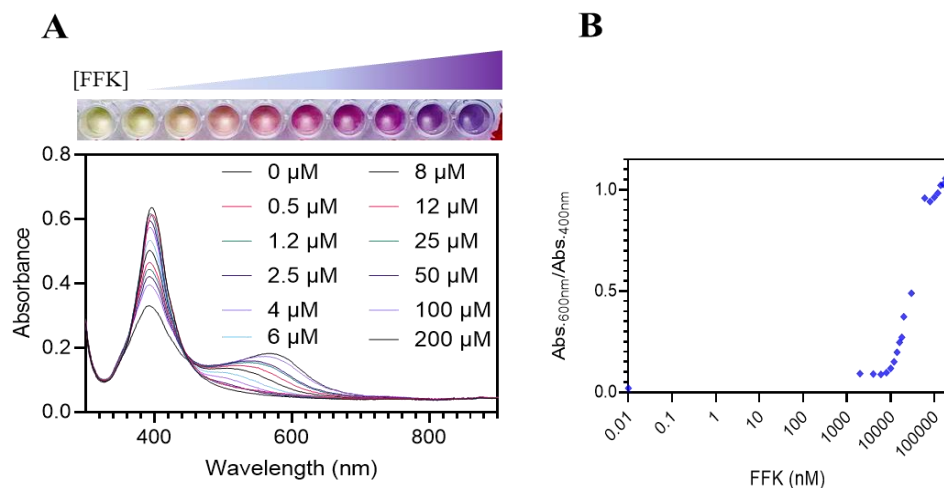 A
B
[FFK]
0.8
0.6
0.4
0.2
0.0
Absorbance
0 µM
8 µM
0.5 µM
12 µM
1.2 µM
25 µM
2.5 µM
50 µM
4 µM
100 µM
6 µM
200 µM
400
600
800
Wavelength (nm)
1.0
0.5
0.0
Abs.600nm/Abs.400nm
0.01
0.1
1
10
100
1000
10000
100000
FFK (nM)